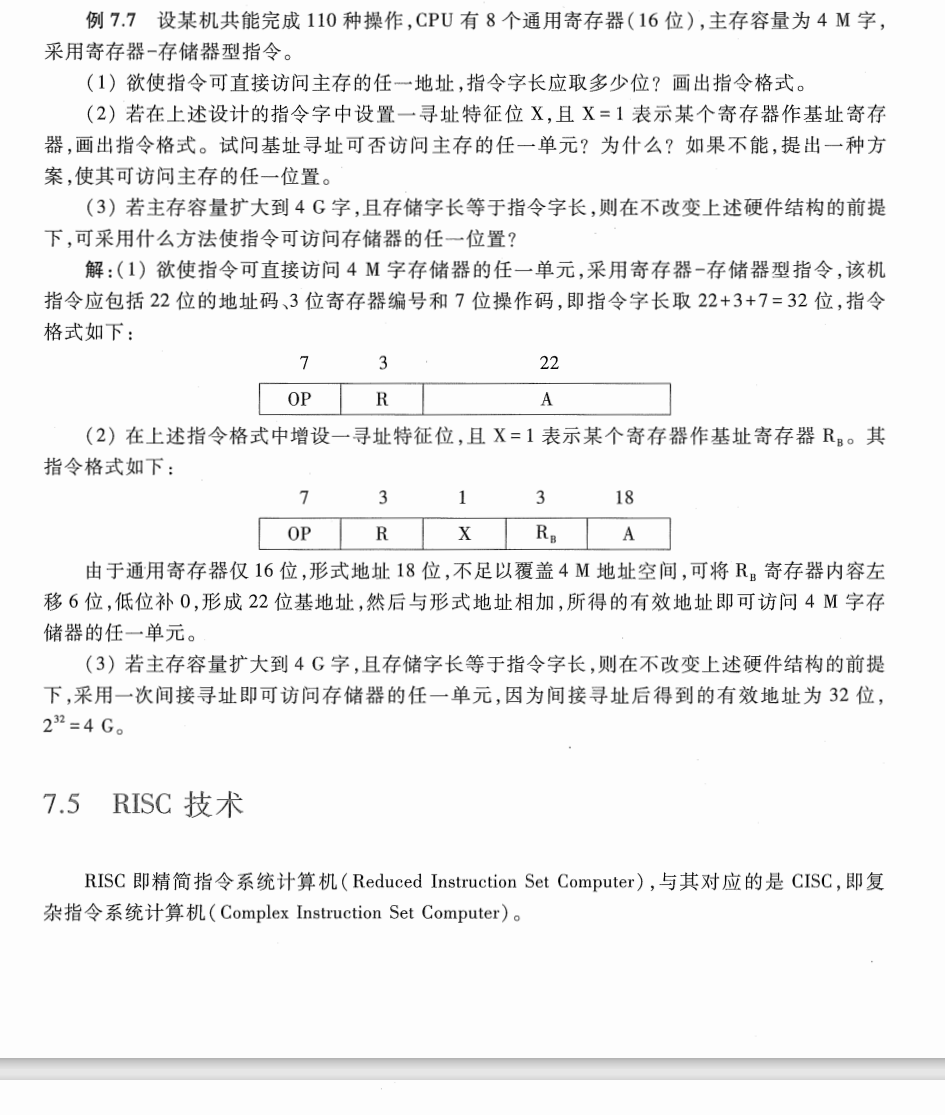 例 7.7 设某机共能完成 110 种操作,CPU 有 8 个通用寄存器(16 位),主存容量为 4 M 字,
采用寄存器-存储器型指令。
(1) 欲使指令可直接访问主存的任一地址,指令字长应取多少位? 画出指令格式。
(2) 若在上述设计的指令字中设置一寻址特征位 X,且 X=1 表示某个寄存器作基址寄存
器,画出指令格式。试问基址寻址可否访问主存的任一单元? 为什么? 如果不能,提出一种方
案,使其可访问主存的任一位置。
(3) 若主存容量扩大到 4 G 字,且存储字长等于指令字长,则在不改变上述硬件结构的前提
下,可采用什么方法使指令可访问存储器的任一位置?
解:(1) 欲使指令可直接访问 4 M 字存储器的任一单元,采用寄存器-存储器型指令,该机
指令应包括 22 位的地址码、3 位寄存器编号和 7 位操作码,即指令字长取 22+3+7=32 位,指令
格式如下:
7 3 22
OP R A
(2) 在上述指令格式中增设一寻址特征位,且 X=1 表示某个寄存器作基址寄存器 R_B。其
指令格式如下:
7 3 1 3 18
OP R X R_B A
由于通用寄存器仅 16 位,形式地址 18 位,不足以覆盖 4 M 地址空间,可将 R_B 寄存器内容左
移 6 位,低位补 0,形成 22 位基地址,然后与形式地址相加,所得的有效地址即可访问 4 M 字存
储器的任一单元。
(3) 若主存容量扩大到 4 G 字,且存储字长等于指令字长,则在不改变上述硬件结构的前提
下,采用一次间接寻址即可访问存储器的任一单元,因为间接寻址后得到的有效地址为 32 位,
2³²=4 G。
7.5 RISC 技术
RISC 即精简指令系统计算机(Reduced Instruction Set Computer),与其对应的是 CISC,即复
杂指令系统计算机(Complex Instruction Set Computer)。